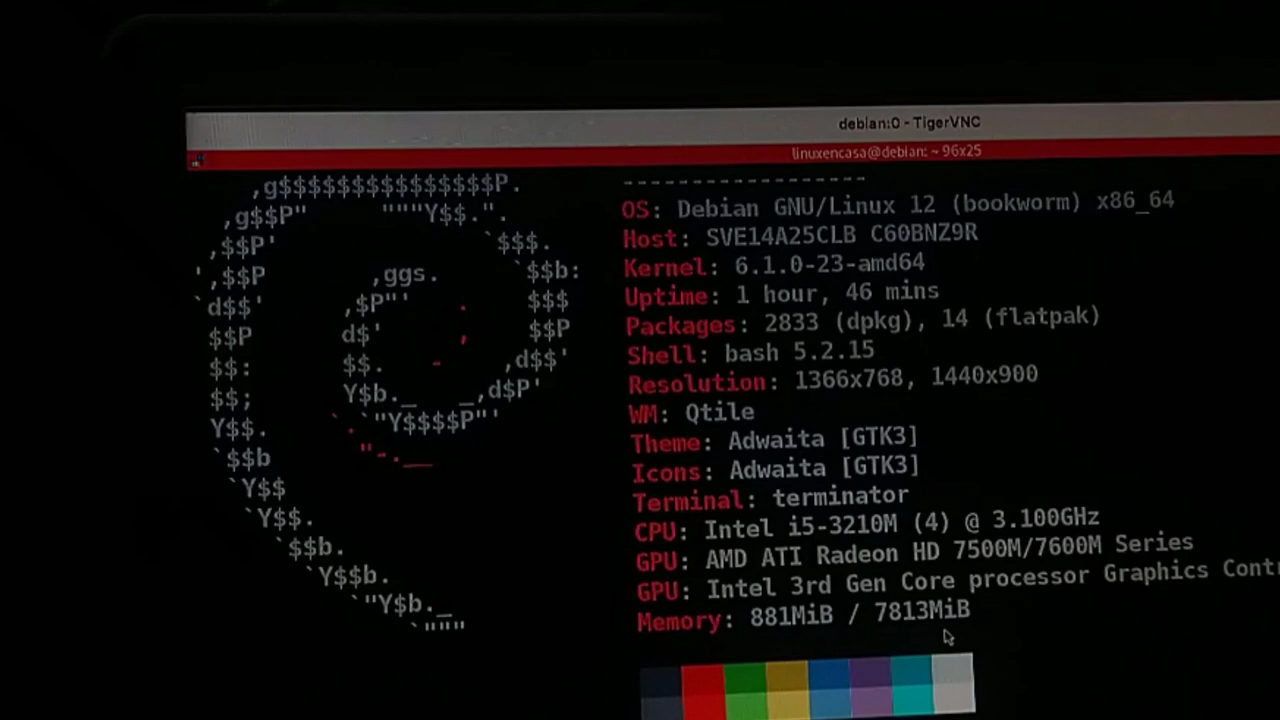 debian:0 - TigerVNC
linuxencasa@debian: ~ 96x25
------------------
OS: Debian GNU/Linux 12 (bookworm) x86_64
Host: SVE14A25CLB C60BNZ9R
Kernel: 6.1.0-23-amd64
Uptime: 1 hour, 46 mins
Packages: 2833 (dpkg), 14 (flatpak)
Shell: bash 5.2.15
Resolution: 1366x768, 1440x900
WM: Qtile
Theme: Adwaita [GTK3]
Icons: Adwaita [GTK3]
Terminal: terminator
CPU: Intel i5-3210M (4) @ 3.100GHz
GPU: AMD ATI Radeon HD 7500M/7600M Series
GPU: Intel 3rd Gen Core processor Graphics
Memory: 881MiB / 7813MiB